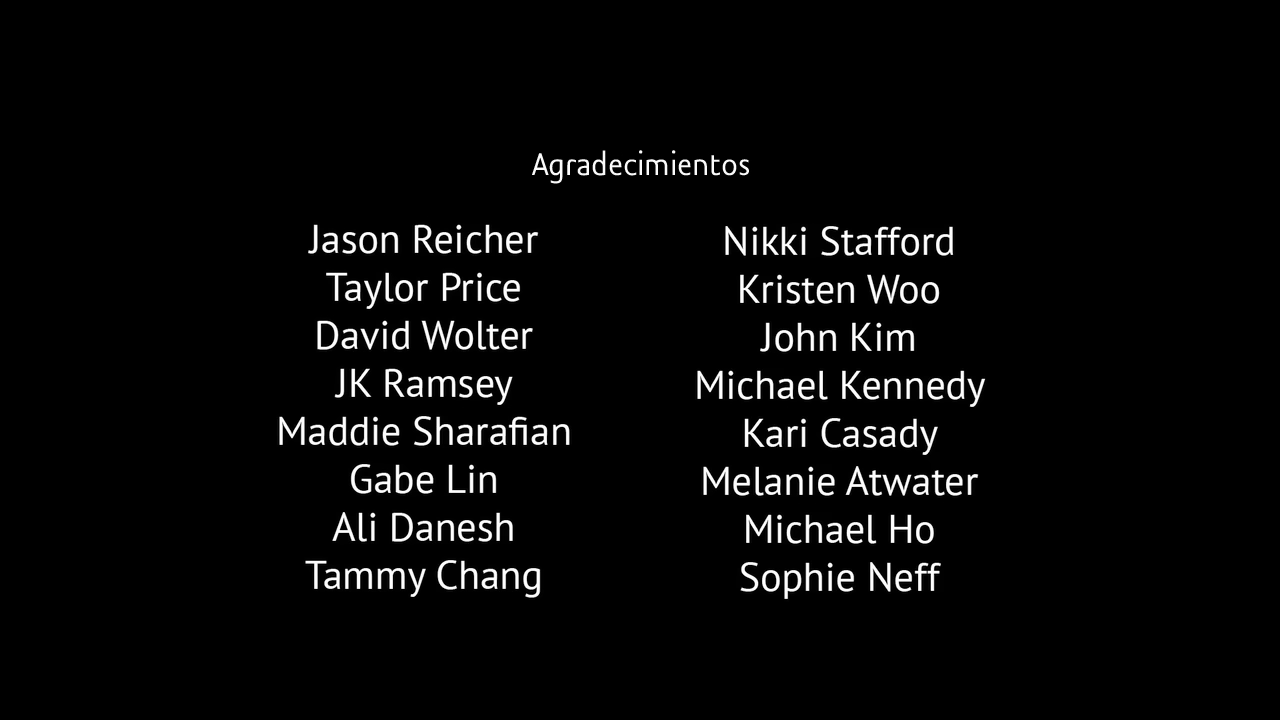 Agradecimientos
Jason Reicher
Taylor Price
David Wolter
JK Ramsey
Maddie Sharafian
Gabe Lin
Ali Danesh
Tammy Chang
Nikki Stafford
Kristen Woo
John Kim
Michael Kennedy
Kari Casady
Melanie Atwater
Michael Ho
Sophie Neff